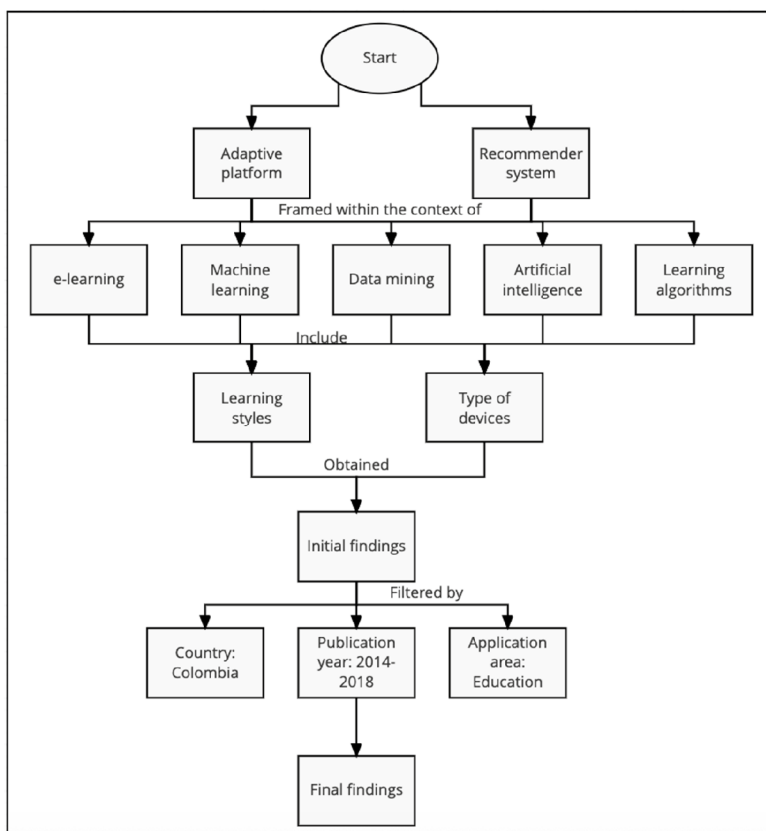 Start
Adaptive
platform
Recommender
system
Framed within the context of
e-learning
Machine
learning
Data mining
Artificial
intelligence
Learning
algorithms
Include
Learning
styles
Type of
devices
Obtained
Initial findings
Filtered by
Country:
Colombia
Publication
year: 2014-
2018
Application
area:
Education
Final findings